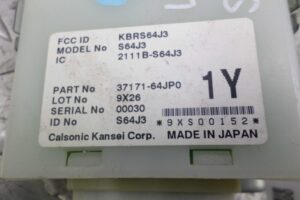 FCC ID KBRS64J3
MODEL No S64J3
IC 2111B-S64J3
PART No 37171-64JP0
LOT No 9X26
SERIAL No 00030
ID No S64J3
1Y
*9XS00152*
Calsonic Kansei Corp. MADE IN JAPAN